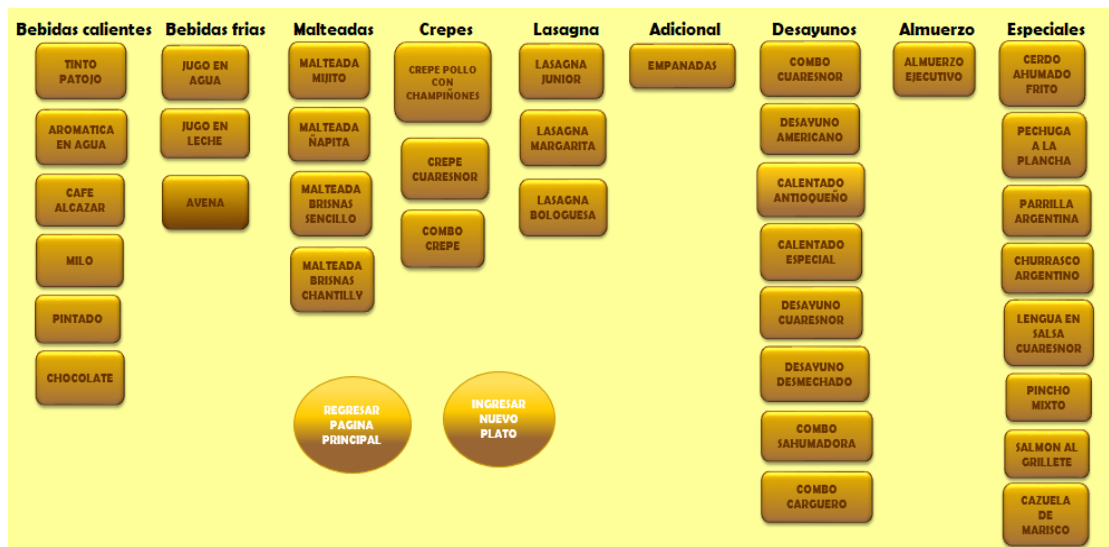 Bebidas calientes
TINTO
PATOJO
AROMATICA
EN AGUA
CAFE
ALCAZAR
MILO
PINTADO
CHOCOLATE
Bebidas frias
JUGO EN
AGUA
JUGO EN
LECHE
AVENA
Malteadas
MALTEADA
MIJITO
MALTEADA
ÑAPITA
MALTEADA
BRISNAS
SENCILLO
MALTEADA
BRISNAS
CHANTILLY
Crepes
CREPE POLLO
CON
CHAMPIÑONES
CREPE
CUARESNOR
COMBO
CREPE
Lasagna
LASAGNA
JUNIOR
LASAGNA
MARGARITA
LASAGNA
BOLOGUESA
Adicional
EMPANADAS
Desayunos
COMBO
CUARESNOR
DESAYUNO
AMERICANO
CALENTADO
ANTIOQUEÑO
CALENTADO
ESPECIAL
DESAYUNO
CUARESNOR
DESAYUNO
DESMECHADO
COMBO
SAHUMADORA
COMBO
CARGUERO
Almuerzo
ALMUERZO
EJECUTIVO
Especiales
CERDO
AHUMADO
FRITO
PECHUGA
A LA
PLANCHA
PARRILLA
ARGENTINA
CHURRASCO
ARGENTINO
LENGUA EN
SALSA
CUARESNOR
PINCHO
MIXTO
SALMON AL
GRILLETE
CAZUELA
DE
MARISCO
REGRESAR
PAGINA
PRINCIPAL
INGRESAR
NUEVO
PLATO